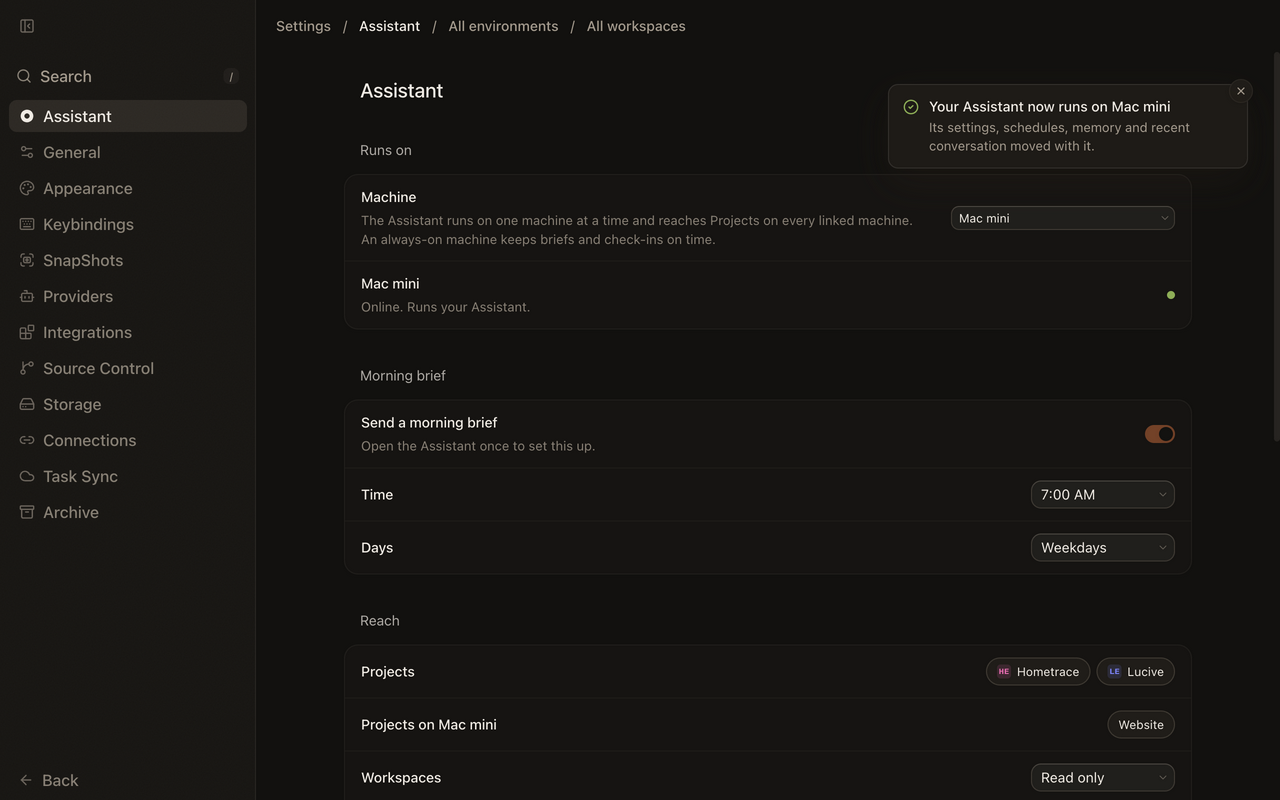 Settings / Assistant / All environments / All workspaces
Search /
Assistant
General
Appearance
Keybindings
SnapShots
Providers
Integrations
Source Control
Storage
Connections
Task Sync
Archive
Back
Assistant
Your Assistant now runs on Mac mini
Its settings, schedules, memory and recent
conversation moved with it.
Runs on
Machine
The Assistant runs on one machine at a time and reaches Projects on every linked machine.
An always-on machine keeps briefs and check-ins on time.
Mac mini
Mac mini
Online. Runs your Assistant.
Morning brief
Send a morning brief
Open the Assistant once to set this up.
Time
7:00 AM
Days
Weekdays
Reach
Projects
HE Hometrace
LE Lucive
Projects on Mac mini
Website
Workspaces
Read only